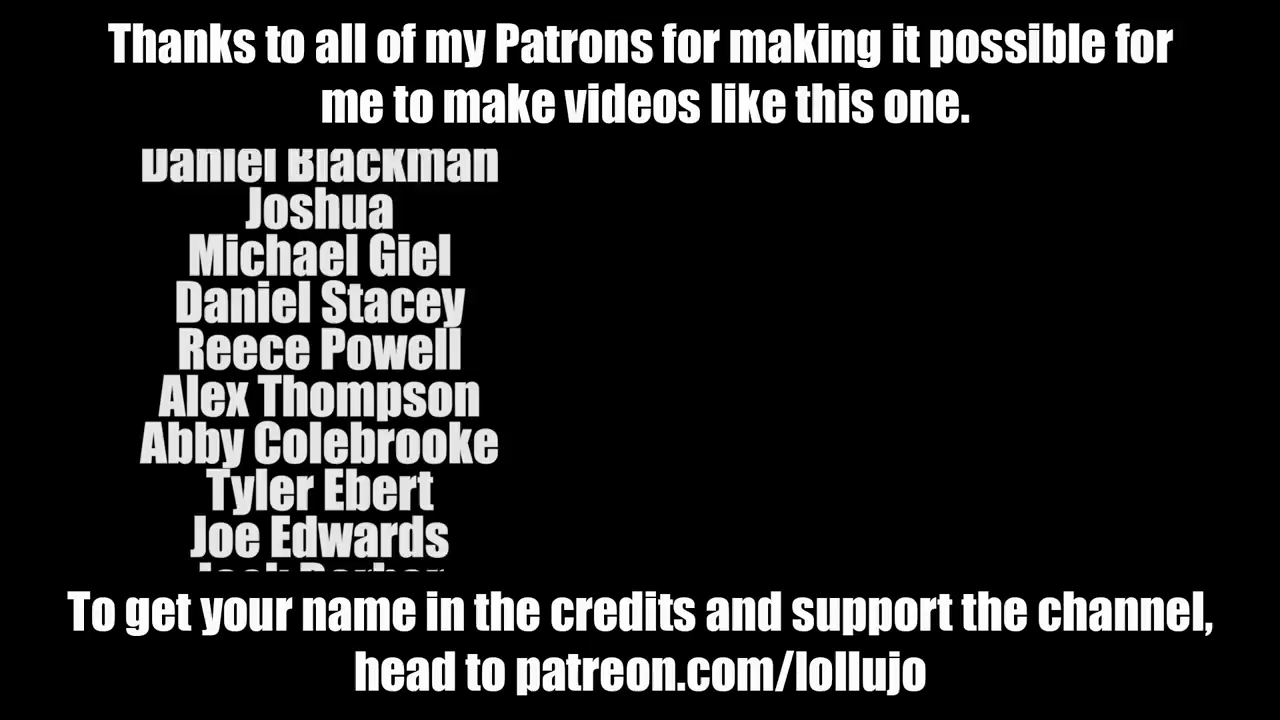 Thanks to all of my Patrons for making it possible for
me to make videos like this one.
Daniel Blackman
Joshua
Michael Giel
Daniel Stacey
Reece Powell
Alex Thompson
Abby Colebrooke
Tyler Ebert
Joe Edwards
To get your name in the credits and support the channel,
head to patreon.com/lollujo